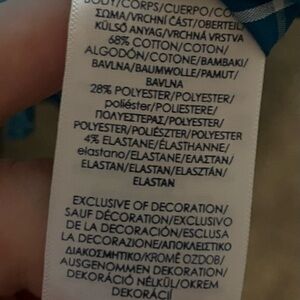 BODY/CORPS/CUERPO/CO
ΣΩΜΑ/VRCHNÍ ČÁST/OBERTEIL
KÜLSŐ ANYAG/VRCHNÁ VRSTVA
68% COTTON/COTON/
ALGODÓN/COTONE/BAMBAKI/
BAVLNA/BAUMWOLLE/PAMUT/
BAVLNA
28% POLYESTER/POLYESTER/
poliéster/POLIESTERE/
ΠΟΛΥΕΣΤΕΡΑΣ/POLYESTER/
POLYESTER/POLIÉSZTER/POLYESTER
4% ELASTANE/ÉLASTHANNE/
elastano/ELASTANE/ΕΛΑΣΤΑΝ/
ELASTAN/ELASTAN/ELASZTÁN/
ELASTAN
EXCLUSIVE OF DECORATION/
SAUF DÉCORATION/EXCLUSIVO
DE LA DECORACIÓN/ESCLUSA
LA DECORAZIONE/ΑΠΟΚΛΕΙΣΤΙΚΟ
ΔΙΑΚΟΣΜΗΤΙΚΟ/KROMĚ OZDOB/
AUSGENOMMEN DEKORATION/
DEKORÁCIÓ NÉLKÜL/OKREM
DEKORÁCI